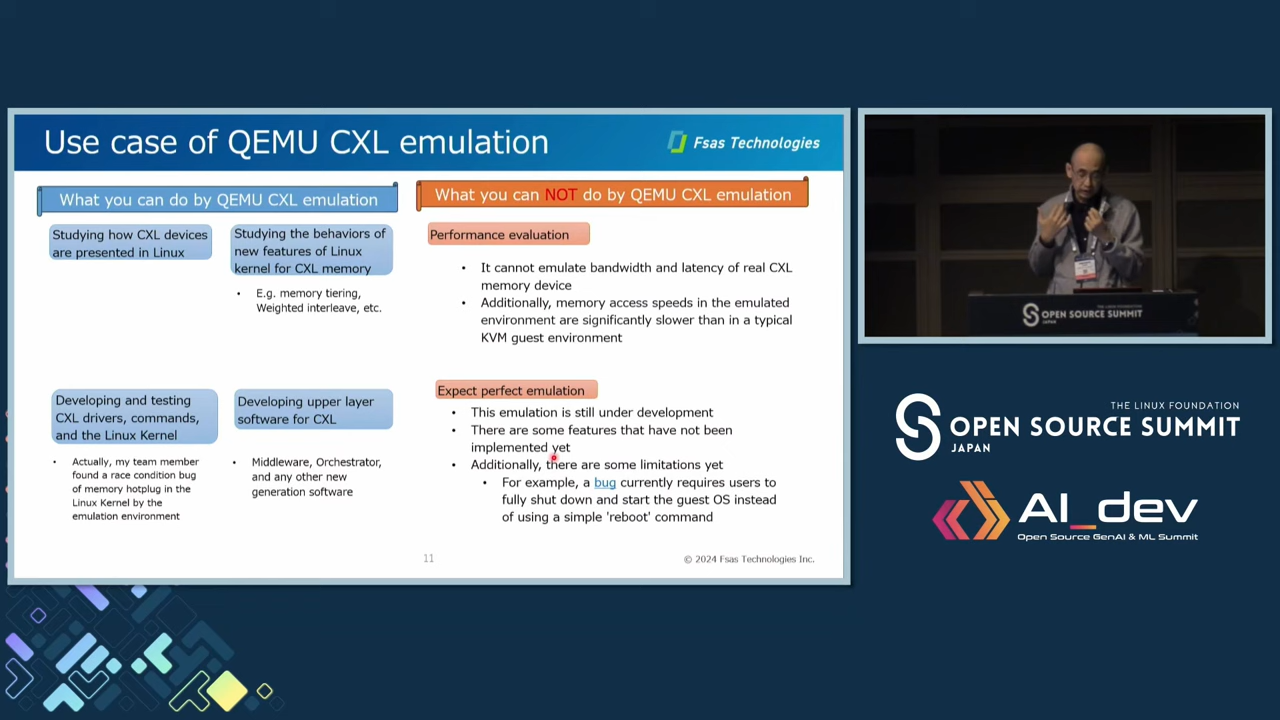 Use case of QEMU CXL emulation
Fsas Technologies
What you can do by QEMU CXL emulation
Studying how CXL devices
are presented in Linux
Studying the behaviors of
new features of Linux
kernel for CXL memory
• E.g. memory tiering,
Weighted interleave, etc.
Developing and testing
CXL drivers, commands,
and the Linux Kernel
• Actually, my team member
found a race condition bug
of memory hotplug in the
Linux Kernel by the
emulation environment
Developing upper layer
software for CXL
• Middleware, Orchestrator,
and any other new
generation software
What you can NOT do by QEMU CXL emulation
Performance evaluation
• It cannot emulate bandwidth and latency of real CXL
memory device
• Additionally, memory access speeds in the emulated
environment are significantly slower than in a typical
KVM guest environment
Expect perfect emulation
• This emulation is still under development
• There are some features that have not been
implemented yet
• Additionally, there are some limitations yet
• For example, a bug currently requires users to
fully shut down and start the guest OS instead
of using a simple 'reboot' command
11
© 2024 Fsas Technologies Inc.
THE LINUX FOUNDATION
OPEN SOURCE SUMMIT
JAPAN
THE LINUX FOUNDATION
OPEN SOURCE SUMMIT
JAPAN
AI_dev
Open Source GenAI & ML Summit